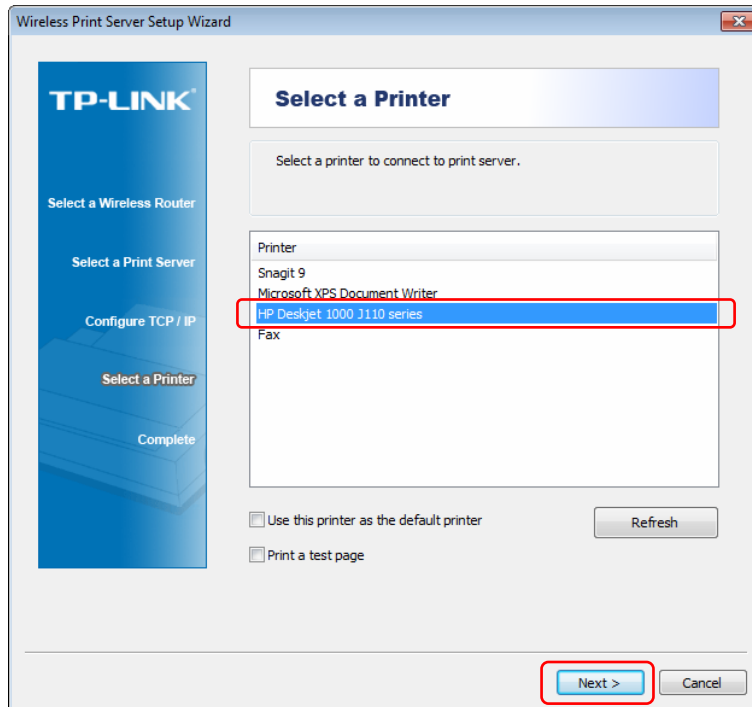 Wireless Print Server Setup Wizard
TP-LINK®
Select a Wireless Router
Select a Print Server
Configure TCP / IP
Select a Printer
Complete
Select a Printer
Select a printer to connect to print server.
Printer
Snagit 9
Microsoft XPS Document Writer
HP Deskjet 1000 J110 series
Fax
Use this printer as the default printer
Refresh
Print a test page
Next >
Cancel